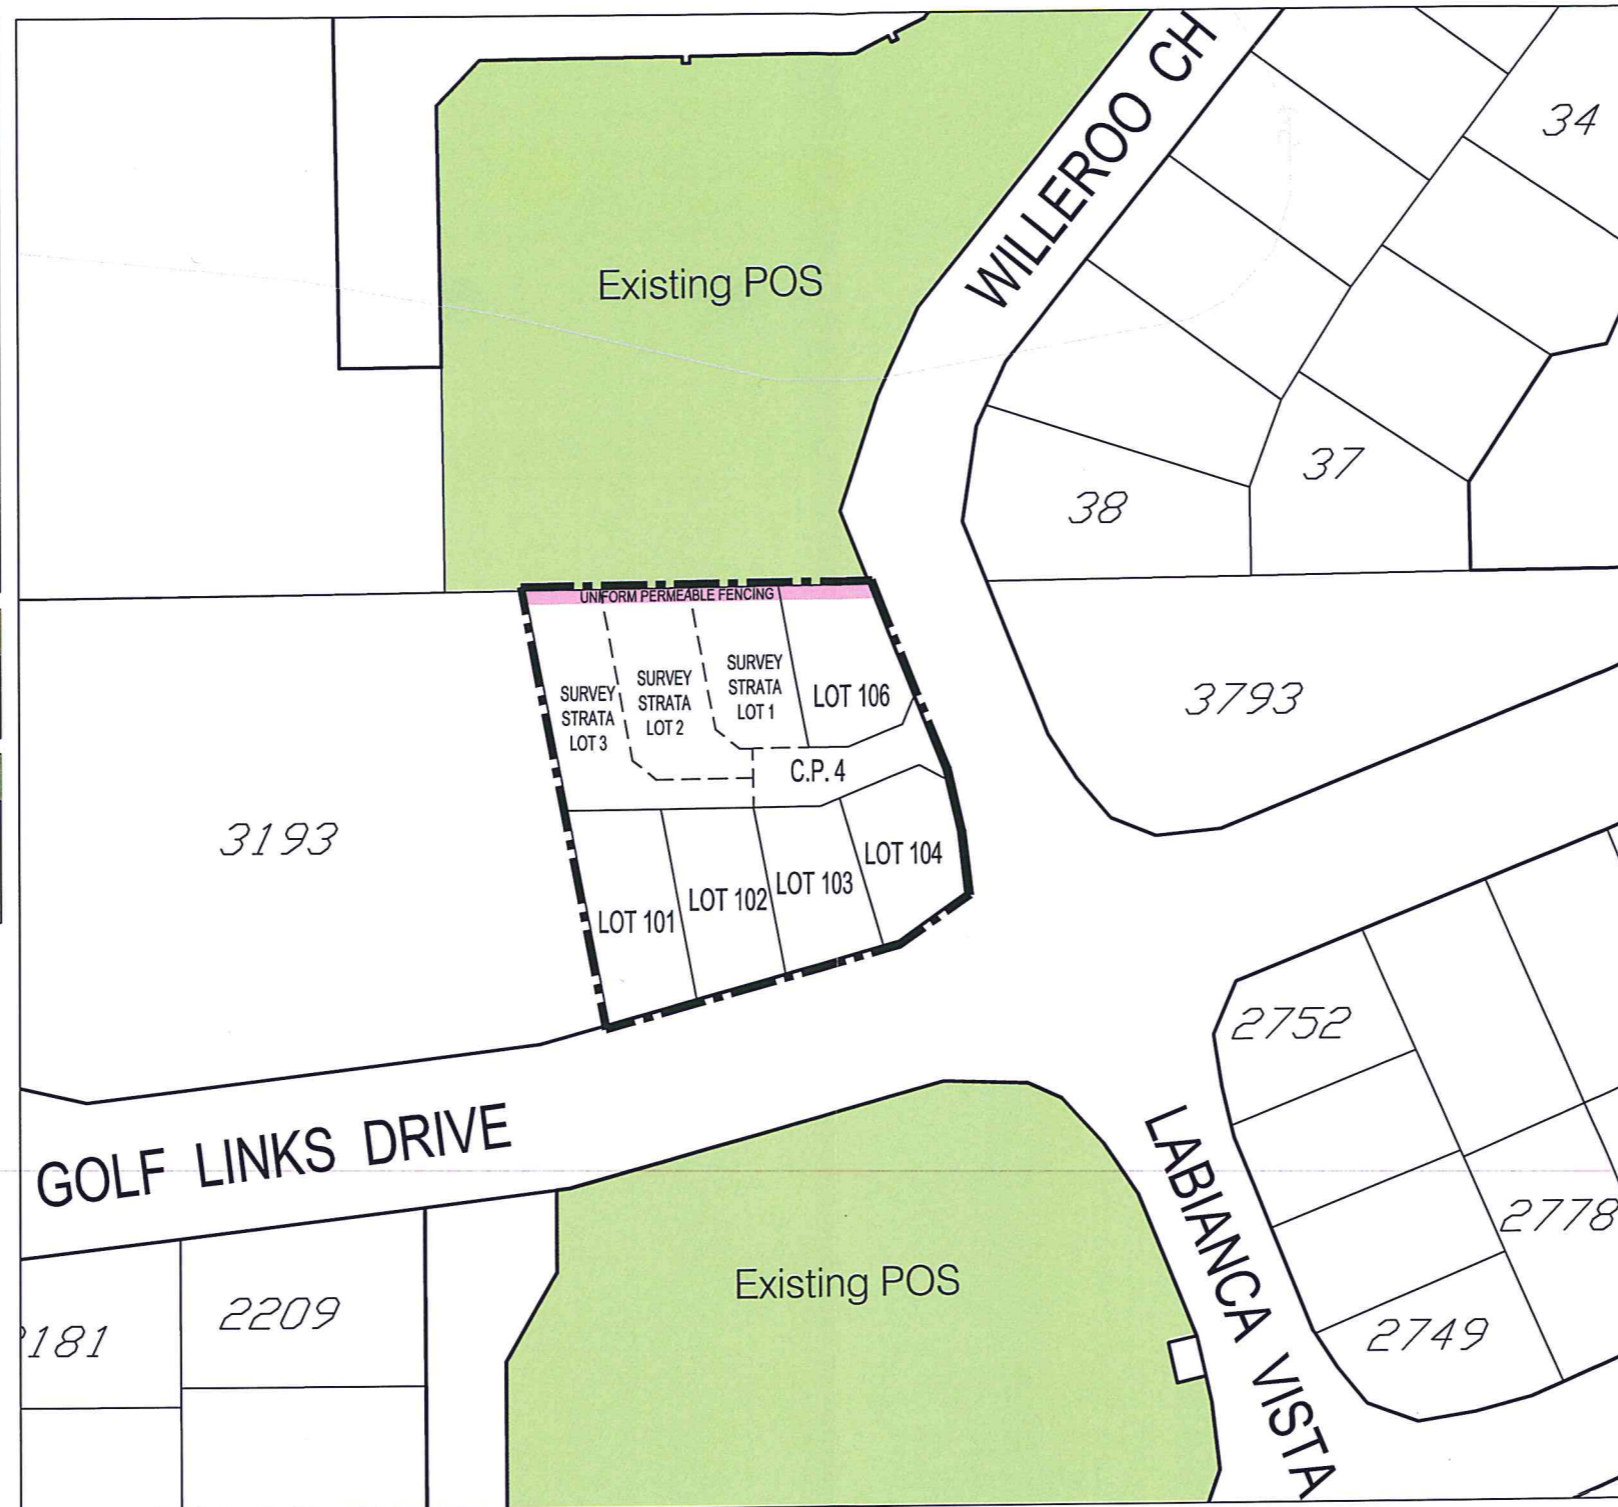 WILLEROO CH
34
Existing POS
37
38
UNIFORM PERMEABLE FENCING
SURVEY
STRATA
LOT 3
SURVEY
STRATA
LOT 2
SURVEY
STRATA
LOT 1
LOT 106
3793
C.P. 4
3193
LOT 101
LOT 102
LOT 103
LOT 104
2752
GOLF LINKS DRIVE
LABIANCA VISTA
2778
Existing POS
181
2209
2749